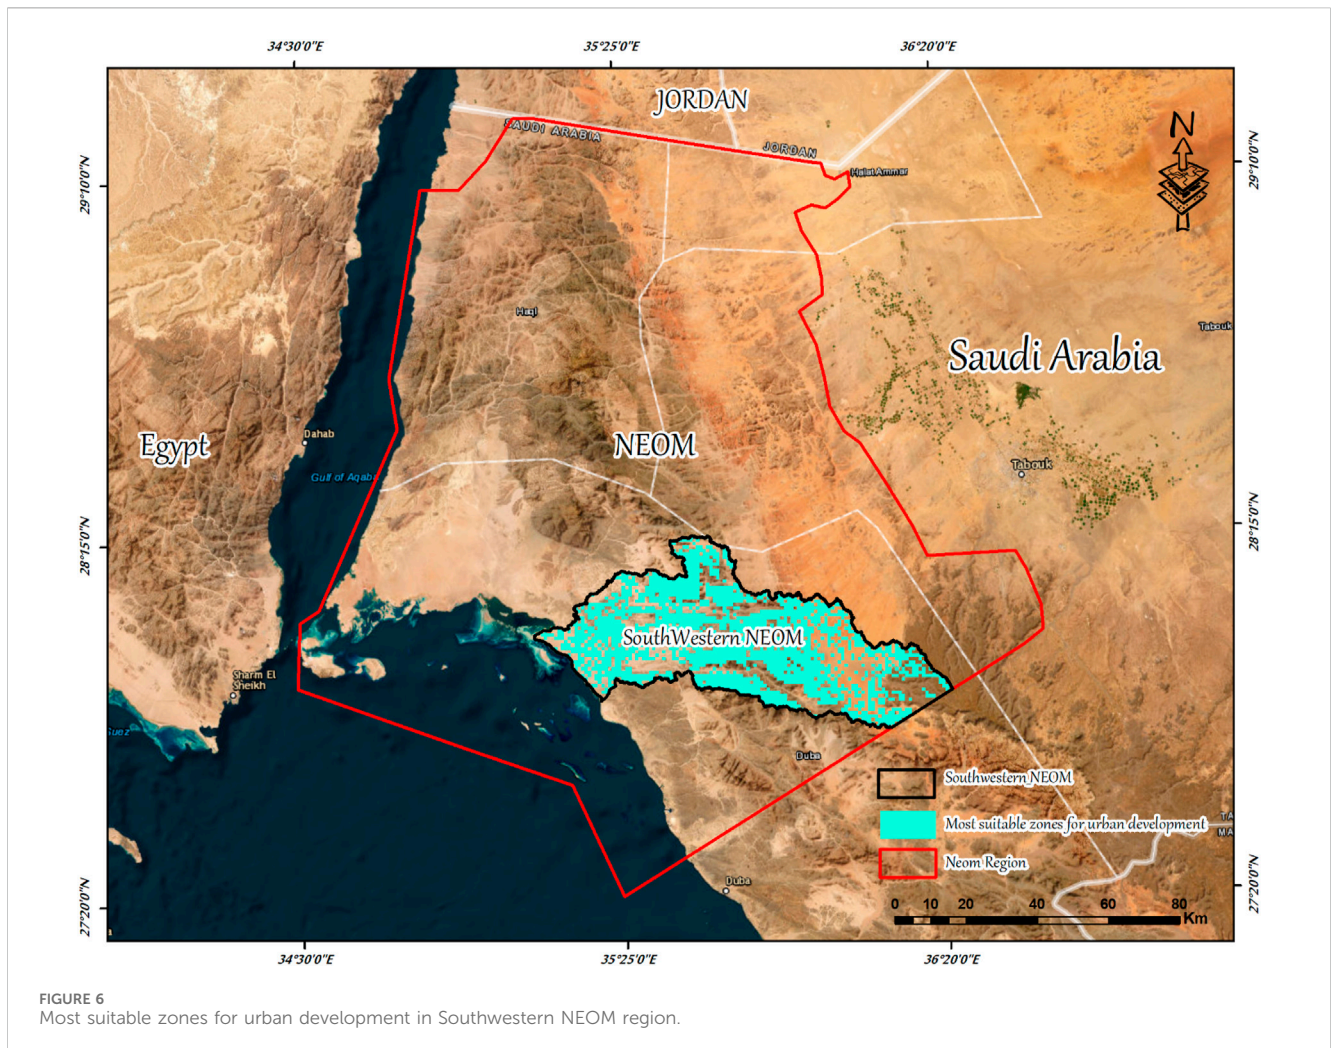 34°30'0"E
35°25'0"E
36°20'0"E
JORDAN
SAUDI ARABIA
JORDAN
Halat Ammar
N
29°10'0"N
29°10'0"N
Haql
Tabouk
Saudi Arabia
Egypt
Dahab
NEOM
Gulf of Aqaba
Tabouk
28°15'0"N
28°15'0"N
SouthWestern NEOM
Sharm El
Sheikh
Suez
Duba
Southwestern_NEOM
Most suitable zones for urban development
TA
MA
Neom Region
Duba
27°20'0"N
27°20'0"N
0 10 20 40 60 80
Km
34°30'0"E
35°25'0"E
36°20'0"E
FIGURE 6
Most suitable zones for urban development in Southwestern NEOM region.